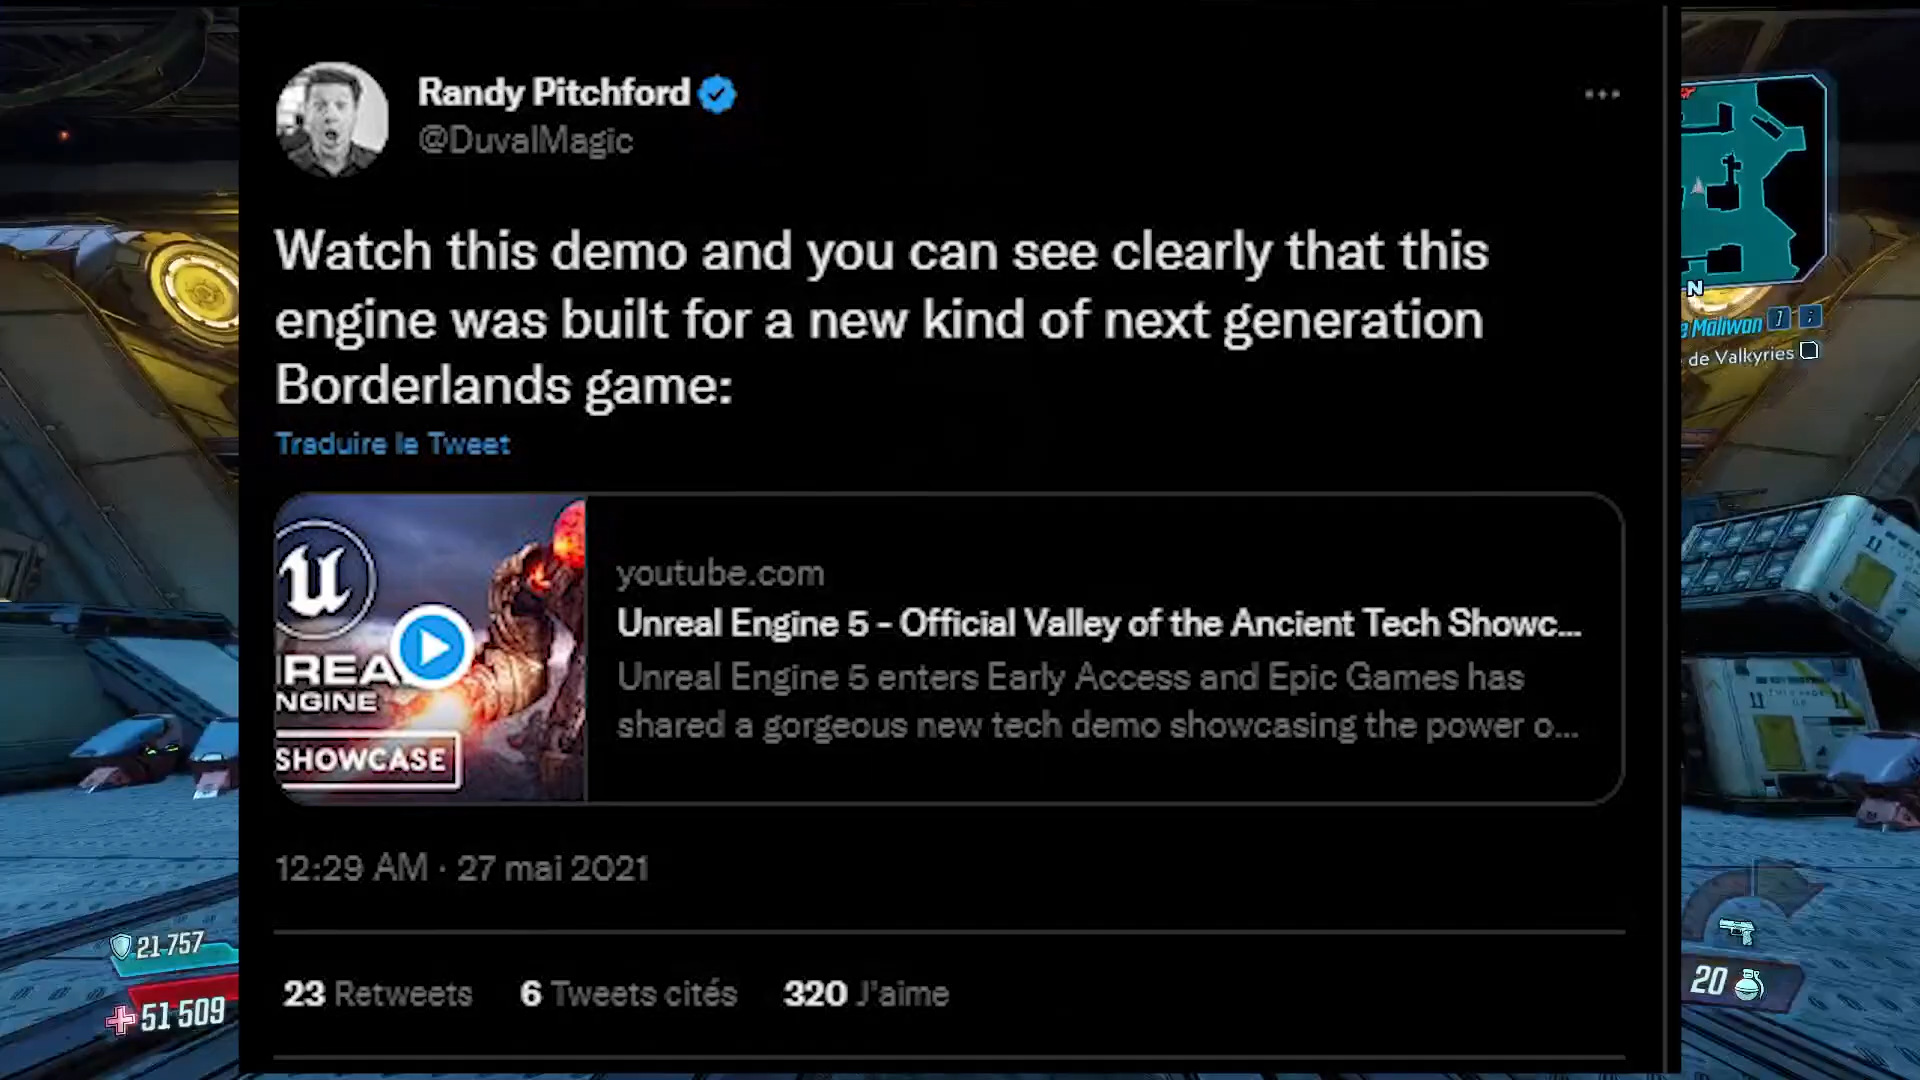 Randy Pitchford
@DuvalMagic
Watch this demo and you can see clearly that this
engine was built for a new kind of next generation
Borderlands game:
Traduire le Tweet
youtube.com
Unreal Engine 5 - Official Valley of the Ancient Tech Showc...
Unreal Engine 5 enters Early Access and Epic Games has
shared a gorgeous new tech demo showcasing the power o...
IREA
NGINE
SHOWCASE
12:29 AM · 27 mai 2021
23 Retweets 6 Tweets cités 320 J'aime
N
e Maliwan
de Valkyries
21 757
51 509
20